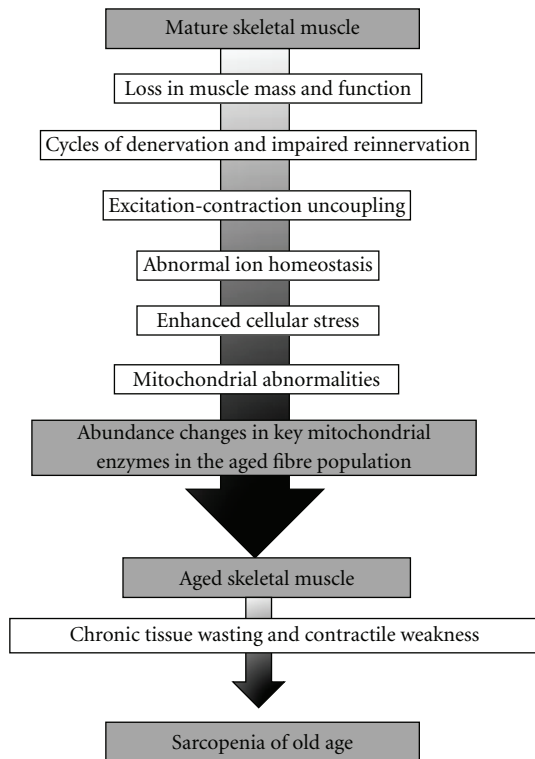 Mature skeletal muscle
Loss in muscle mass and function
Cycles of denervation and impaired reinnervation
Excitation-contraction uncoupling
Abnormal ion homeostasis
Enhanced cellular stress
Mitochondrial abnormalities
Abundance changes in key mitochondrial
enzymes in the aged fibre population
Aged skeletal muscle
Chronic tissue wasting and contractile weakness
Sarcopenia of old age